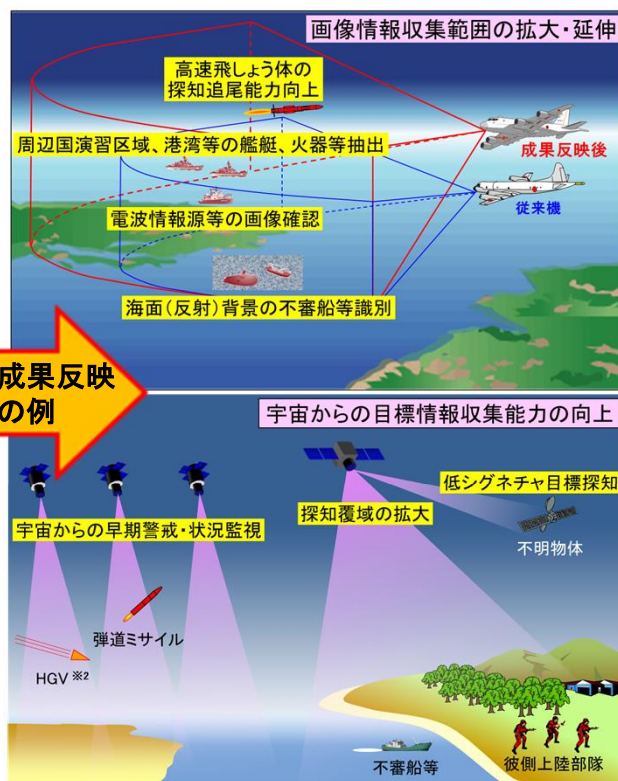 画像情報収集範囲の拡大・延伸
高速飛しょう体の
探知追尾能力向上
周辺国演習区域、港湾等の艦艇、火器等抽出
成果反映後
従来機
電波情報源等の画像確認
海面(反射)背景の不審船等識別
成果反映
の例
宇宙からの目標情報収集能力の向上
低シグネチャ目標探知
探知覆域の拡大
宇宙からの早期警戒・状況監視
不明物体
弾道ミサイル
HGV ※2
不審船等
彼側上陸部隊